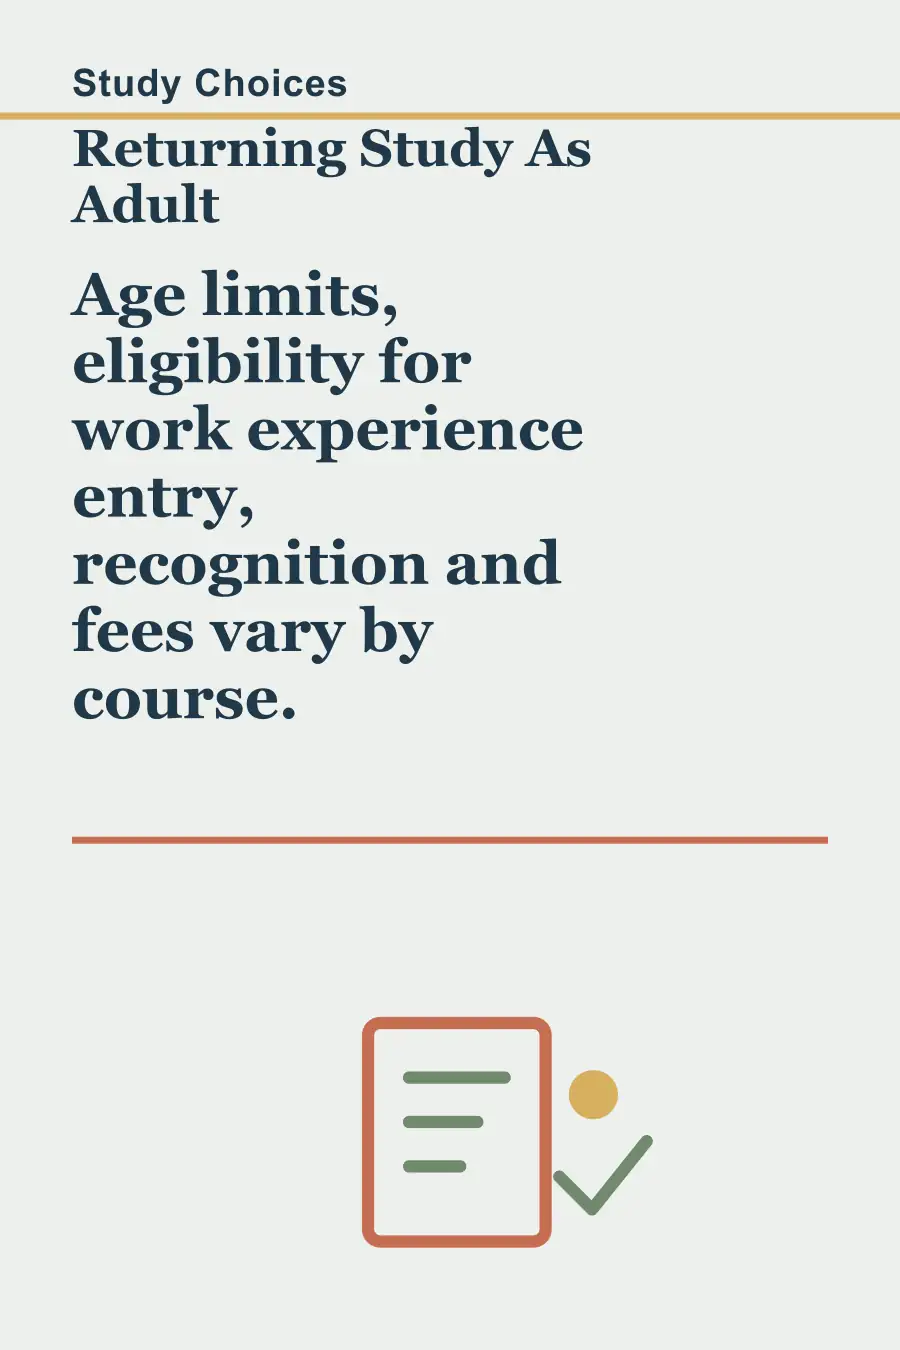 Study Choices
Returning Study As
Adult
Age limits,
eligibility for
work experience
entry,
recognition and
fees vary by
course.